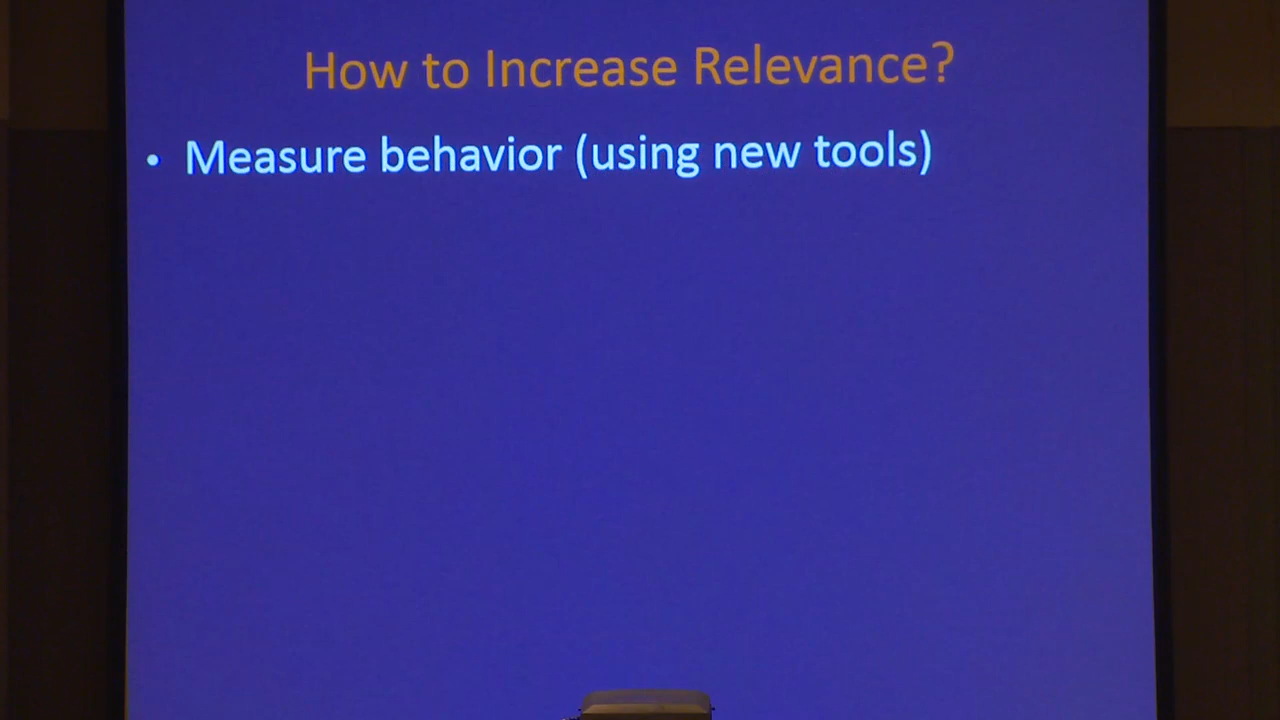 How to Increase Relevance?
• Measure behavior (using new tools)